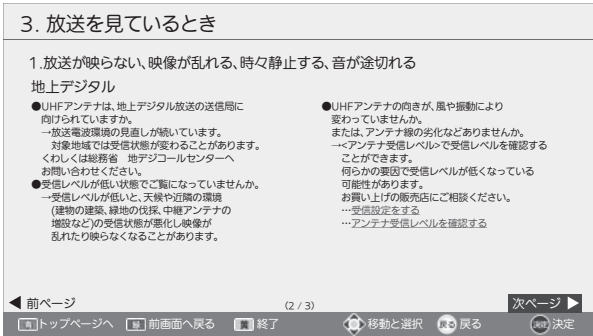 3. 放送を見ているとき
1.放送が映らない、映像が乱れる、時々静止する、音が途切れる
地上デジタル
●UHFアンテナは、地上デジタル放送の送信局に
向けられていますか。
→放送電波環境の見直しが続いています。
対象地域では受信状態が変わることがあります。
くわしくは総務省 地デジコールセンターへ
お問い合わせください。
●受信レベルが低い状態でご覧になっていませんか。
→受信レベルが低いと、天候や近隣の環境
(建物の建築、緑地の伐採、中継アンテナの
増設など)の受信状態が悪化し映像が
乱れたり映らなくなることがあります。
●UHFアンテナの向きが、風や振動により
変わっていませんか。
または、アンテナ線の劣化などありませんか。
→<アンテナ受信レベル>で受信レベルを確認する
ことができます。
何らかの要因で受信レベルが低くなっている
可能性があります。
お買い上げの販売店にご相談ください。
…受信設定をする
…アンテナ受信レベルを確認する
◀ 前ページ (2 / 3) 次ページ ▶
青 トップページへ 緑 前画面へ戻る 黄 終了 移動と選択 戻る 戻る 決定 決定